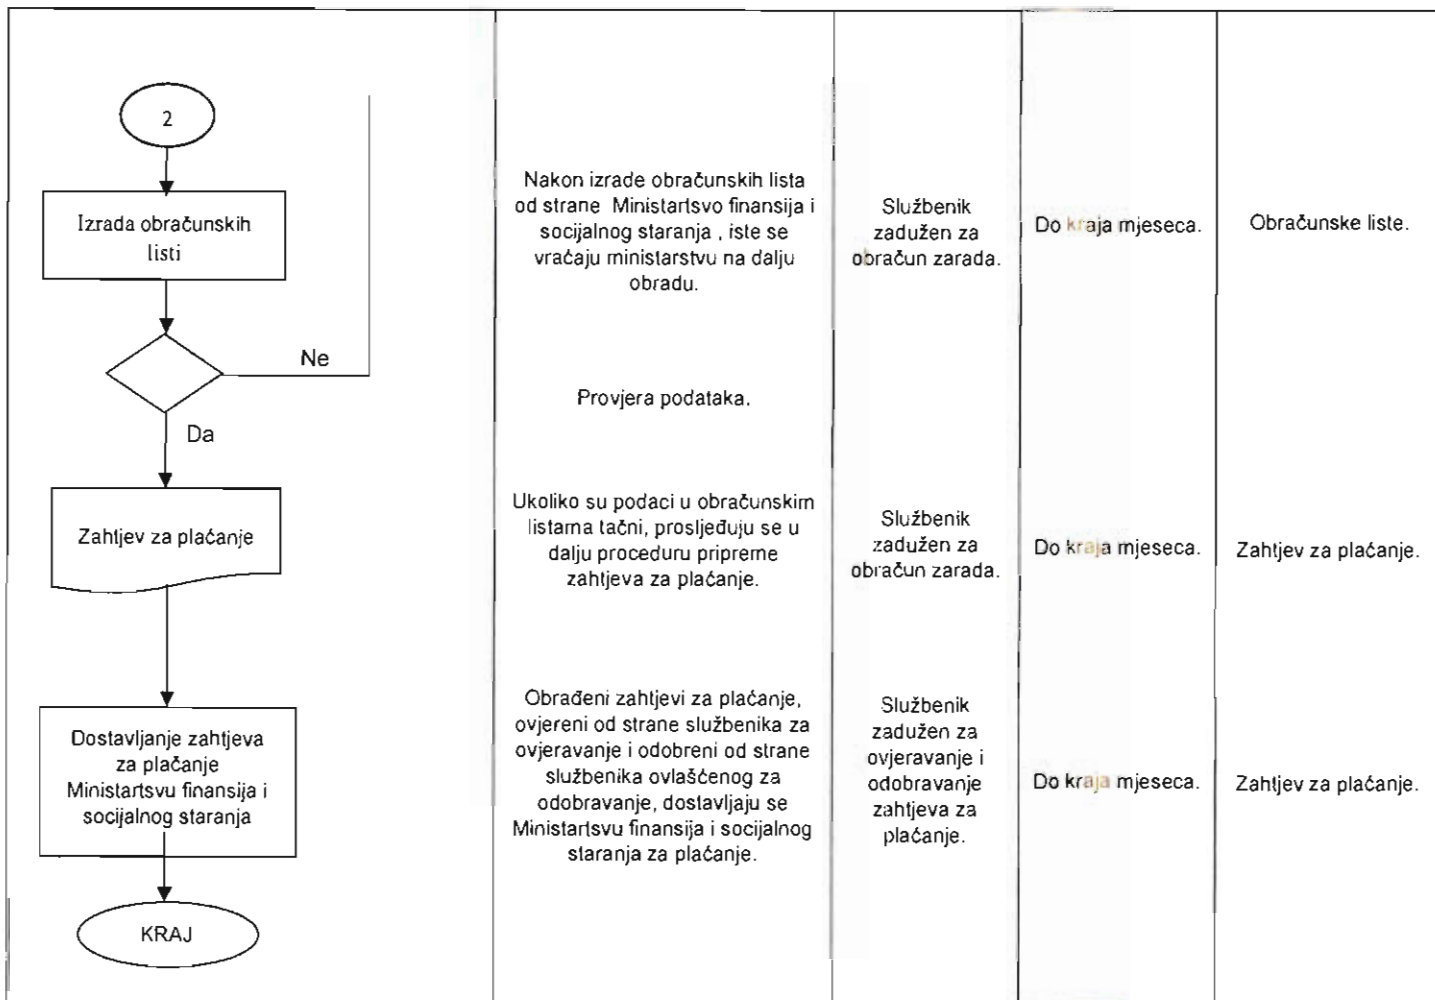 2
Izrada obračunskih
listi
Nakon izrade obračunskih lista
od strane Ministartsvo finansija i
socijalnog staranja , iste se
vraćaju ministarstvu na dalju
obradu.
Službenik
zadužen za
obračun zarada.
Do kraja mjeseca.
Obračunske liste.
Ne
Provjera podataka.
Da
Zahtjev za plaćanje
Ukoliko su podaci u obračunskim
listama tačni, prosljeđuju se u
dalju proceduru pripreme
zahtjeva za plaćanje.
Službenik
zadužen za
obračun zarada.
Do kraja mjeseca.
Zahtjev za plaćanje.
Dostavljanje zahtjeva
za plačanje
Ministartsvu finansija i
socijalnog staranja
Obrađeni zahtjevi za plaćanje,
ovjereni od strane službenika za
ovjeravanje i odobreni od strane
službenika ovlašćenog za
odobravanje, dostavljaju se
Ministartsvu finansija i socijalnog
staranja za plaćanje.
Službenik
zadužen za
ovjeravanje i
odobravanje
zahtjeva za
plaćanje.
Do kraja mjeseca.
Zahtjev za plaćanje.
KRAJ